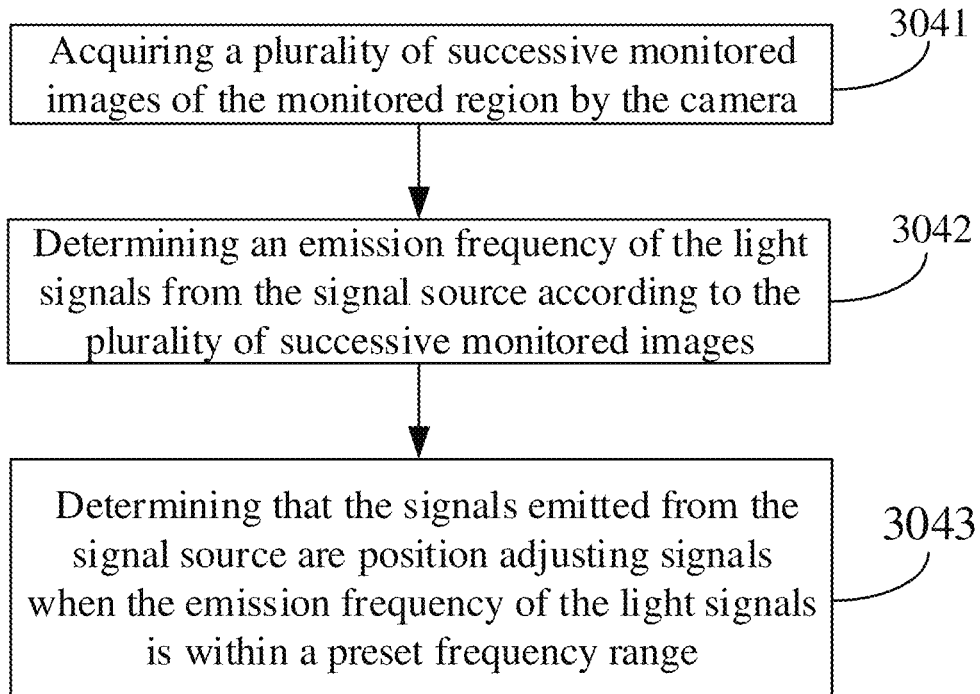 3041
Acquiring a plurality of successive monitored
images of the monitored region by the camera
3042
Determining an emission frequency of the light
signals from the signal source according to the
plurality of successive monitored images
3043
Determining that the signals emitted from the
signal source are position adjusting signals
when the emission frequency of the light signals
is within a preset frequency range